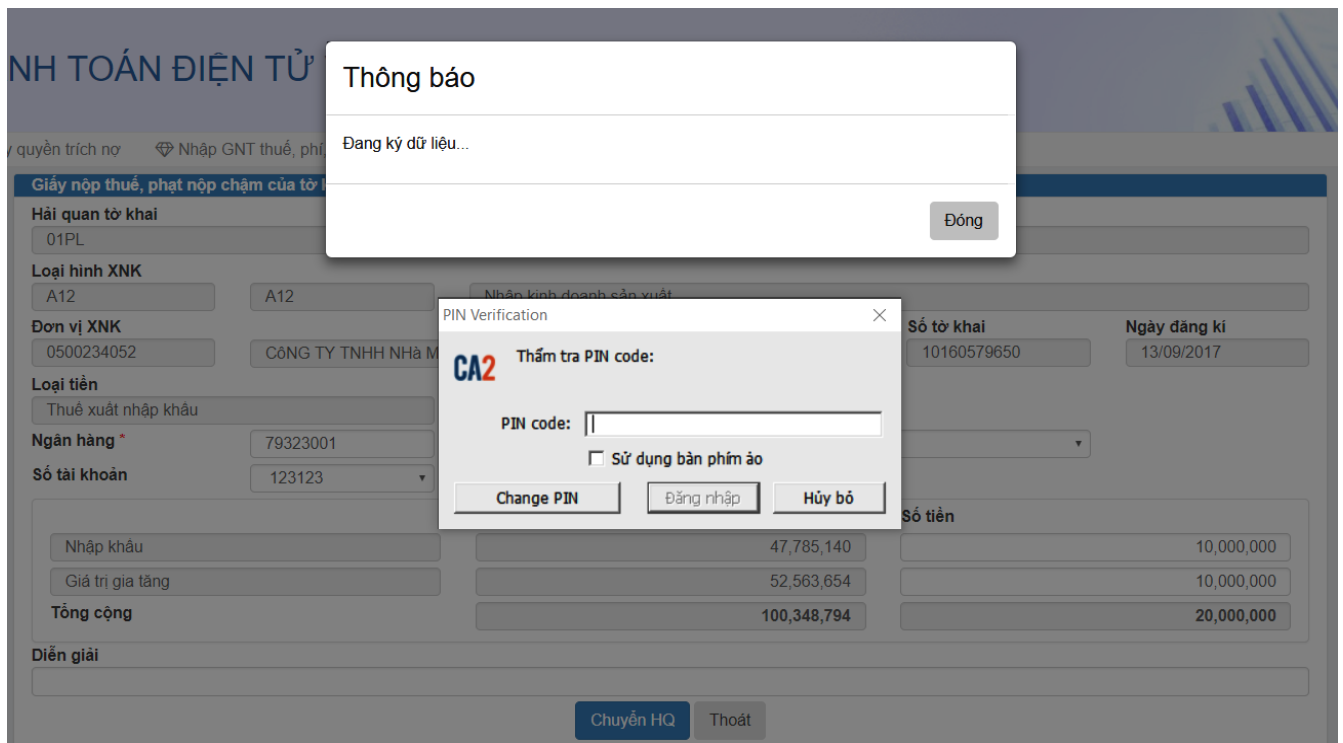 NH TOÁN ĐIỆN TỬ
Thông báo
Đang ký dữ liệu...
Đóng
quyền trích nợ Nhập GNT thuế, phí,
Giấy nộp thuế, phạt nộp chậm của tờ
Hải quan tờ khai
01PL
Loại hình XNK
A12 A12 Nhập kinh doanh sản xuất
Đơn vị XNK Số tờ khai Ngày đăng kí
0500234052 CôNG TY TNHH NHà M 10160579650 13/09/2017
Loại tiền
Thuế xuất nhập khẩu
Ngân hàng * 79323001
Số tài khoản 123123
PIN Verification
CA2 Thẩm tra PIN code:
PIN code:
Sử dụng bàn phím ảo
Change PIN Đăng nhập Hủy bỏ
Số tiền
Nhập khẩu 47,785,140 10,000,000
Giá trị gia tăng 52,563,654 10,000,000
Tổng cộng 100,348,794 20,000,000
Diễn giải
Chuyển HQ Thoát